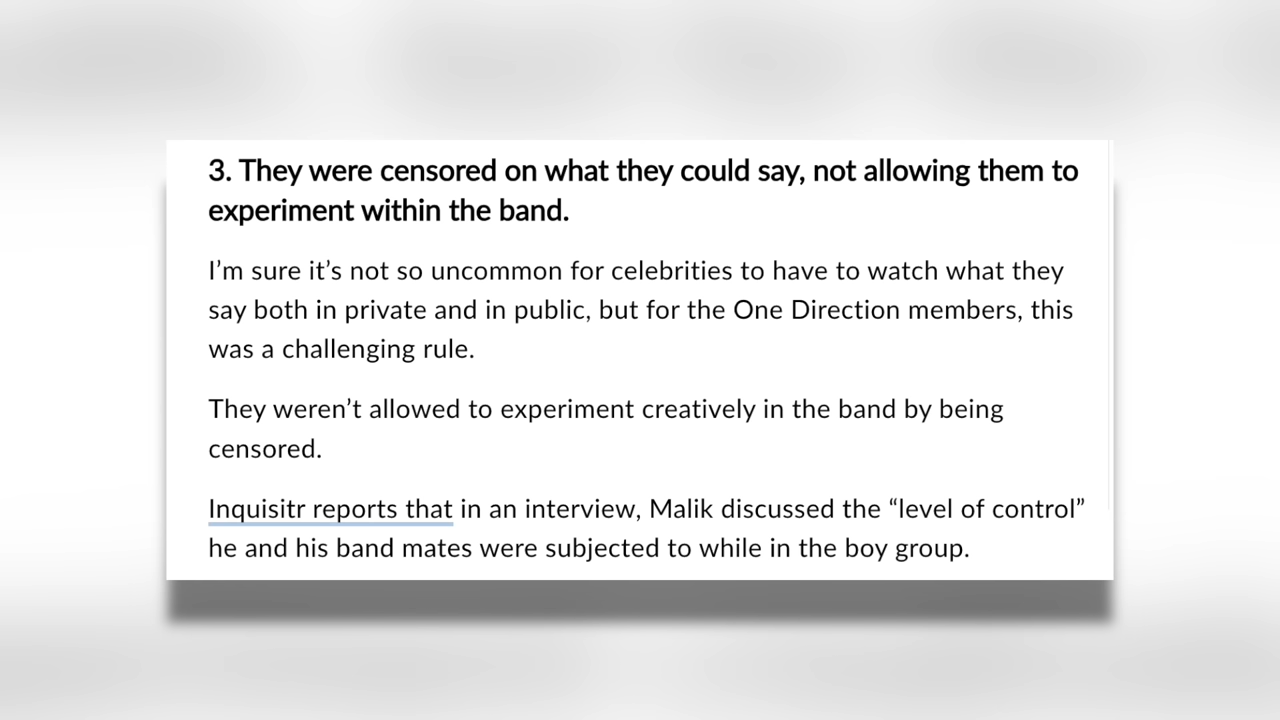 3. They were censored on what they could say, not allowing them to
experiment within the band.
I’m sure it’s not so uncommon for celebrities to have to watch what they
say both in private and in public, but for the One Direction members, this
was a challenging rule.
They weren’t allowed to experiment creatively in the band by being
censored.
Inquisitr reports that in an interview, Malik discussed the “level of control”
he and his band mates were subjected to while in the boy group.